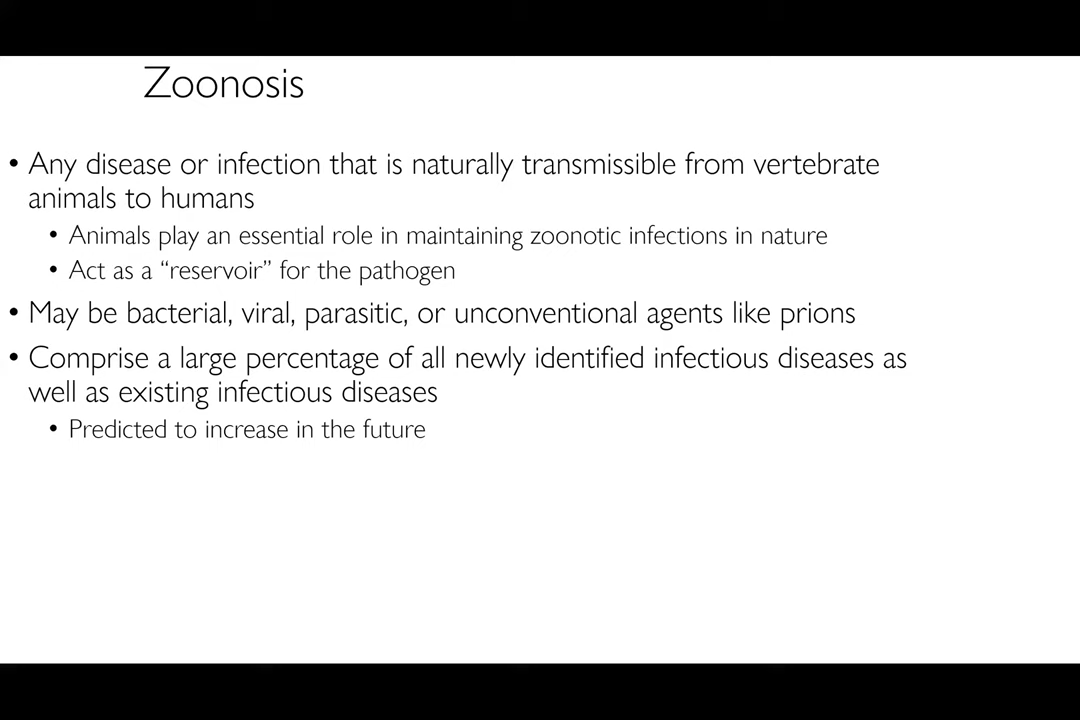 Zoonosis
• Any disease or infection that is naturally transmissible from vertebrate
animals to humans
• Animals play an essential role in maintaining zoonotic infections in nature
• Act as a “reservoir” for the pathogen
• May be bacterial, viral, parasitic, or unconventional agents like prions
• Comprise a large percentage of all newly identified infectious diseases as
well as existing infectious diseases
• Predicted to increase in the future